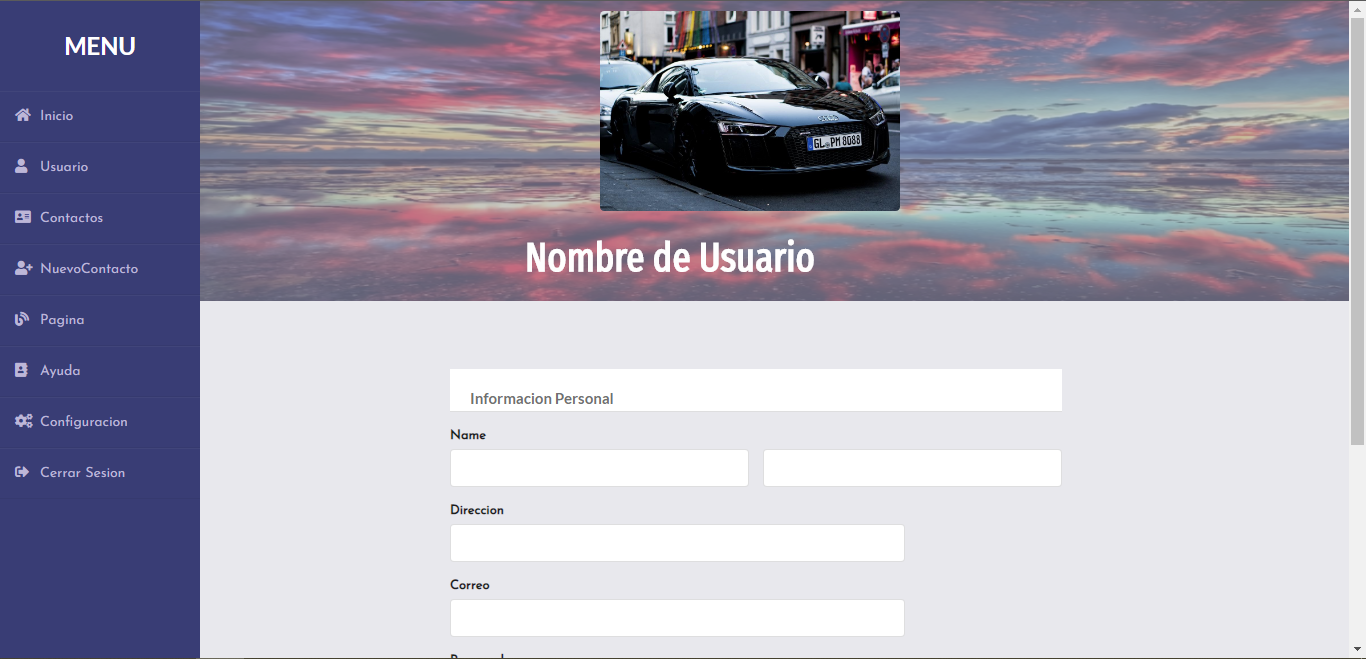 MENU
Inicio
Usuario
Contactos
NuevoContacto
Pagina
Ayuda
Configuracion
Cerrar Sesion
GL PM 8088
Nombre de Usuario
Informacion Personal
Name
Direccion
Correo